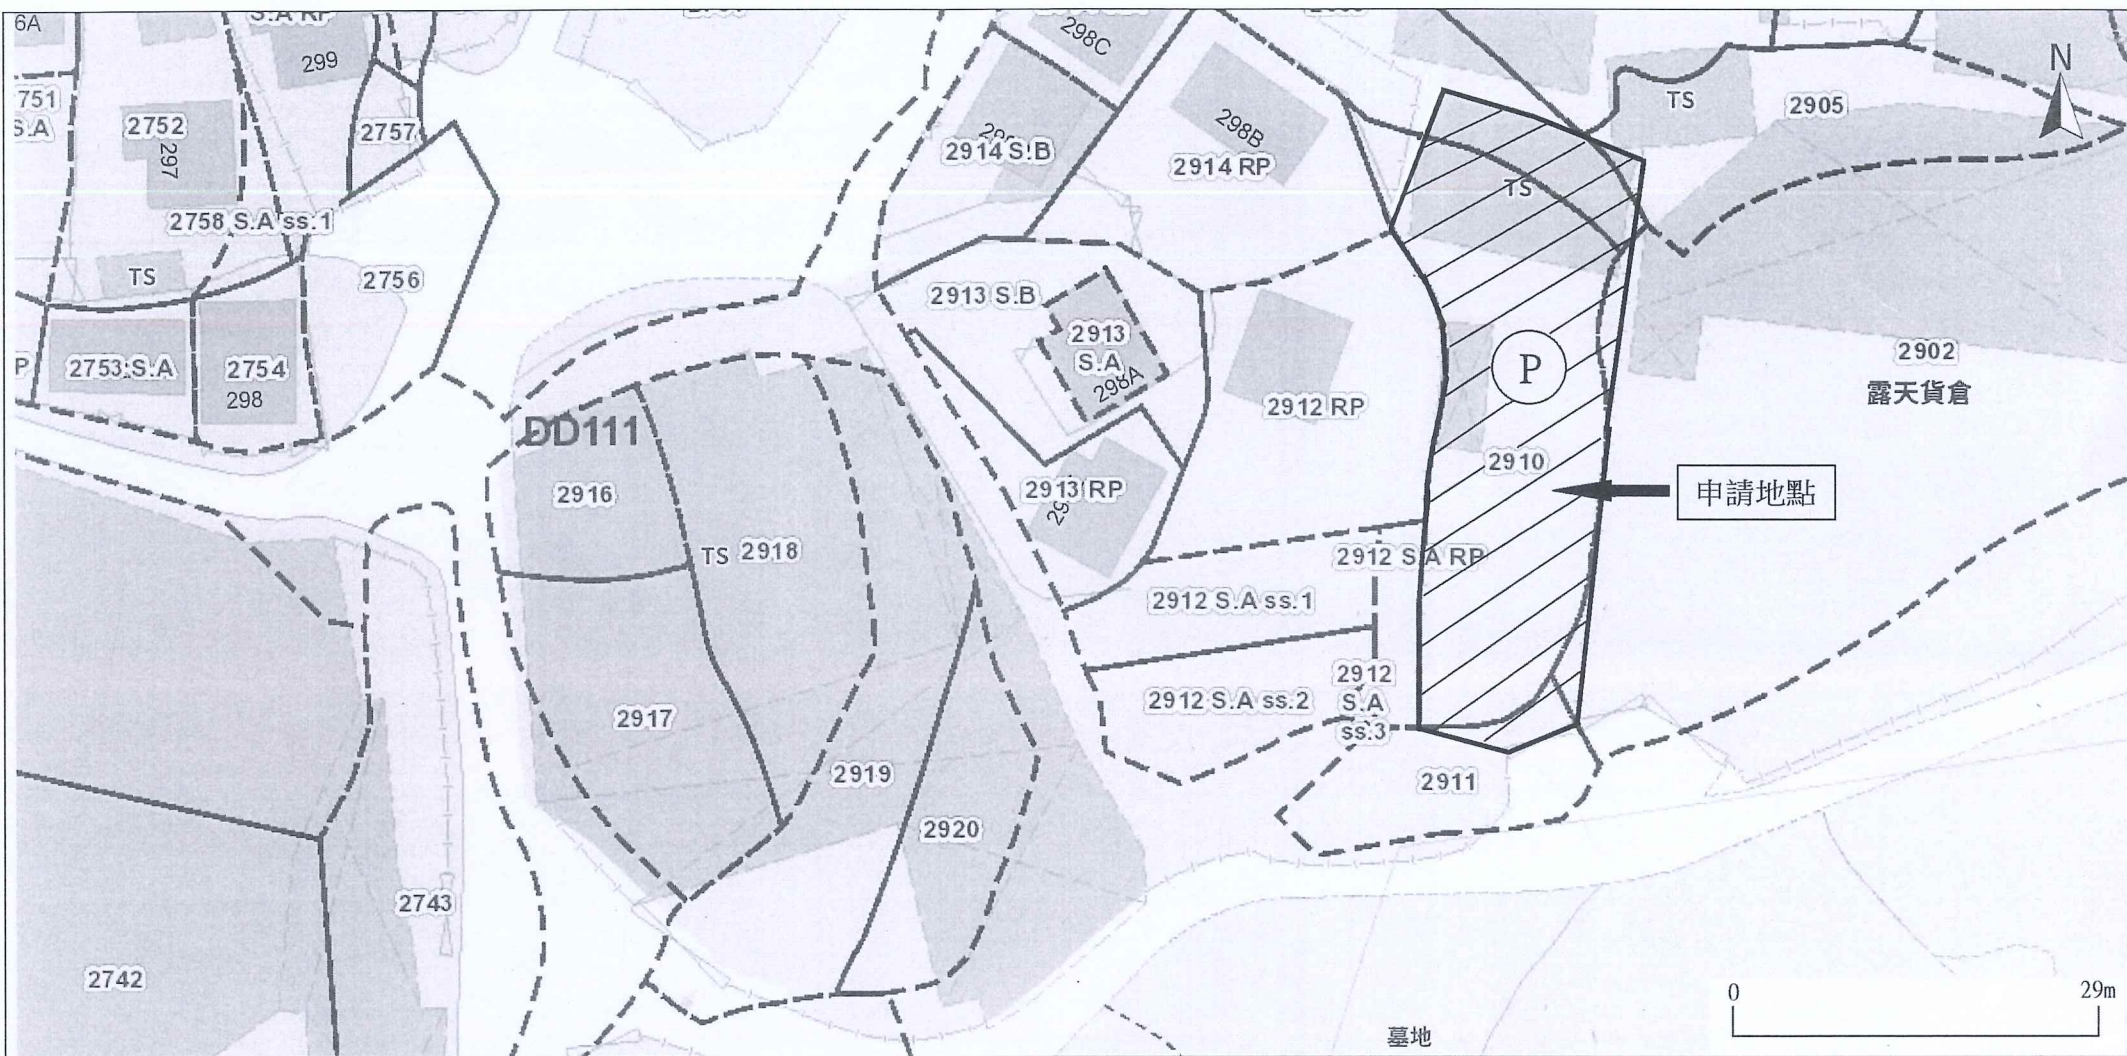 6A
S.A RP
299
298C
N
751
S.A
2752
297
2757
2914 S.B
298B
2914 RP
TS
2905
TS
2758 S.A ss.1
TS
2756
2913 S.B
2913
S.A
298A
P
2753 S.A
2754
298
2912 RP
P
2902
露天貨倉
DD111
2916
2913 RP
2910
申請地點
TS
2918
2912 S.A RP
2912 S.A ss.1
2912
S.A
ss.3
2912 S.A ss.2
2917
2919
2911
2920
2743
2742
0
29m
墓地